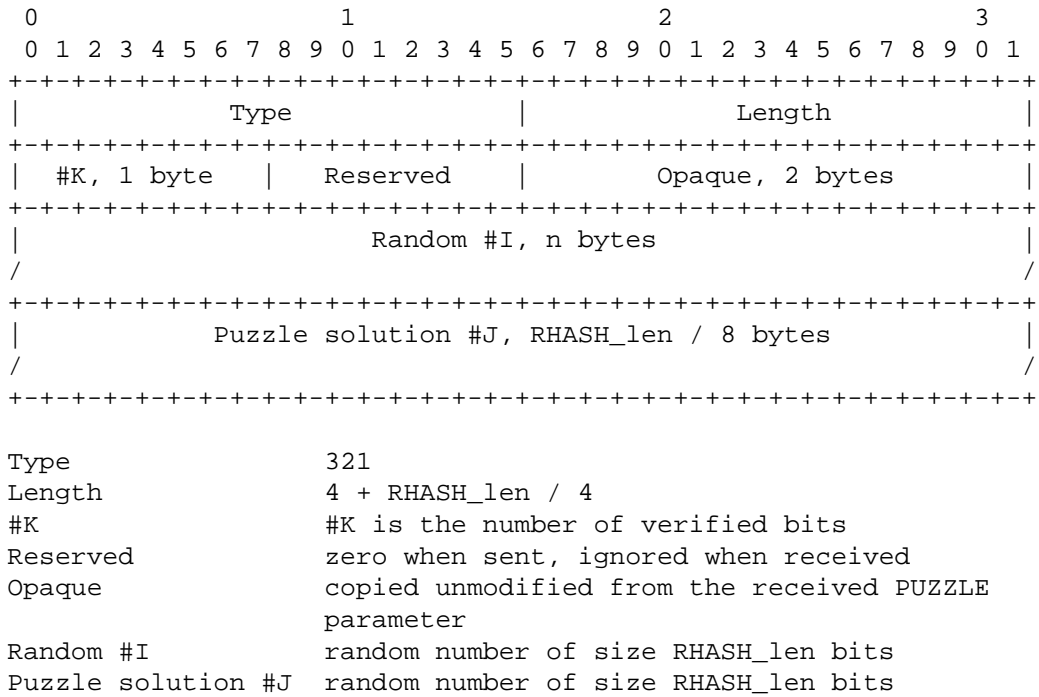 0                   1                   2                   3
 0 1 2 3 4 5 6 7 8 9 0 1 2 3 4 5 6 7 8 9 0 1 2 3 4 5 6 7 8 9 0 1
+-+-+-+-+-+-+-+-+-+-+-+-+-+-+-+-+-+-+-+-+-+-+-+-+-+-+-+-+-+-+-+-+
|             Type              |             Length            |
+-+-+-+-+-+-+-+-+-+-+-+-+-+-+-+-+-+-+-+-+-+-+-+-+-+-+-+-+-+-+-+-+
|  #K, 1 byte   |   Reserved    |        Opaque, 2 bytes        |
+-+-+-+-+-+-+-+-+-+-+-+-+-+-+-+-+-+-+-+-+-+-+-+-+-+-+-+-+-+-+-+-+
|                      Random #I, n bytes                       |
/                                                               /
+-+-+-+-+-+-+-+-+-+-+-+-+-+-+-+-+-+-+-+-+-+-+-+-+-+-+-+-+-+-+-+-+
|            Puzzle solution #J, RHASH_len / 8 bytes            |
/                                                               /
+-+-+-+-+-+-+-+-+-+-+-+-+-+-+-+-+-+-+-+-+-+-+-+-+-+-+-+-+-+-+-+-+
Type                321
Length              4 + RHASH_len / 4
#K                  #K is the number of verified bits
Reserved            zero when sent, ignored when received
Opaque              copied unmodified from the received PUZZLE
                    parameter
Random #I           random number of size RHASH_len bits
Puzzle solution #J  random number of size RHASH_len bits